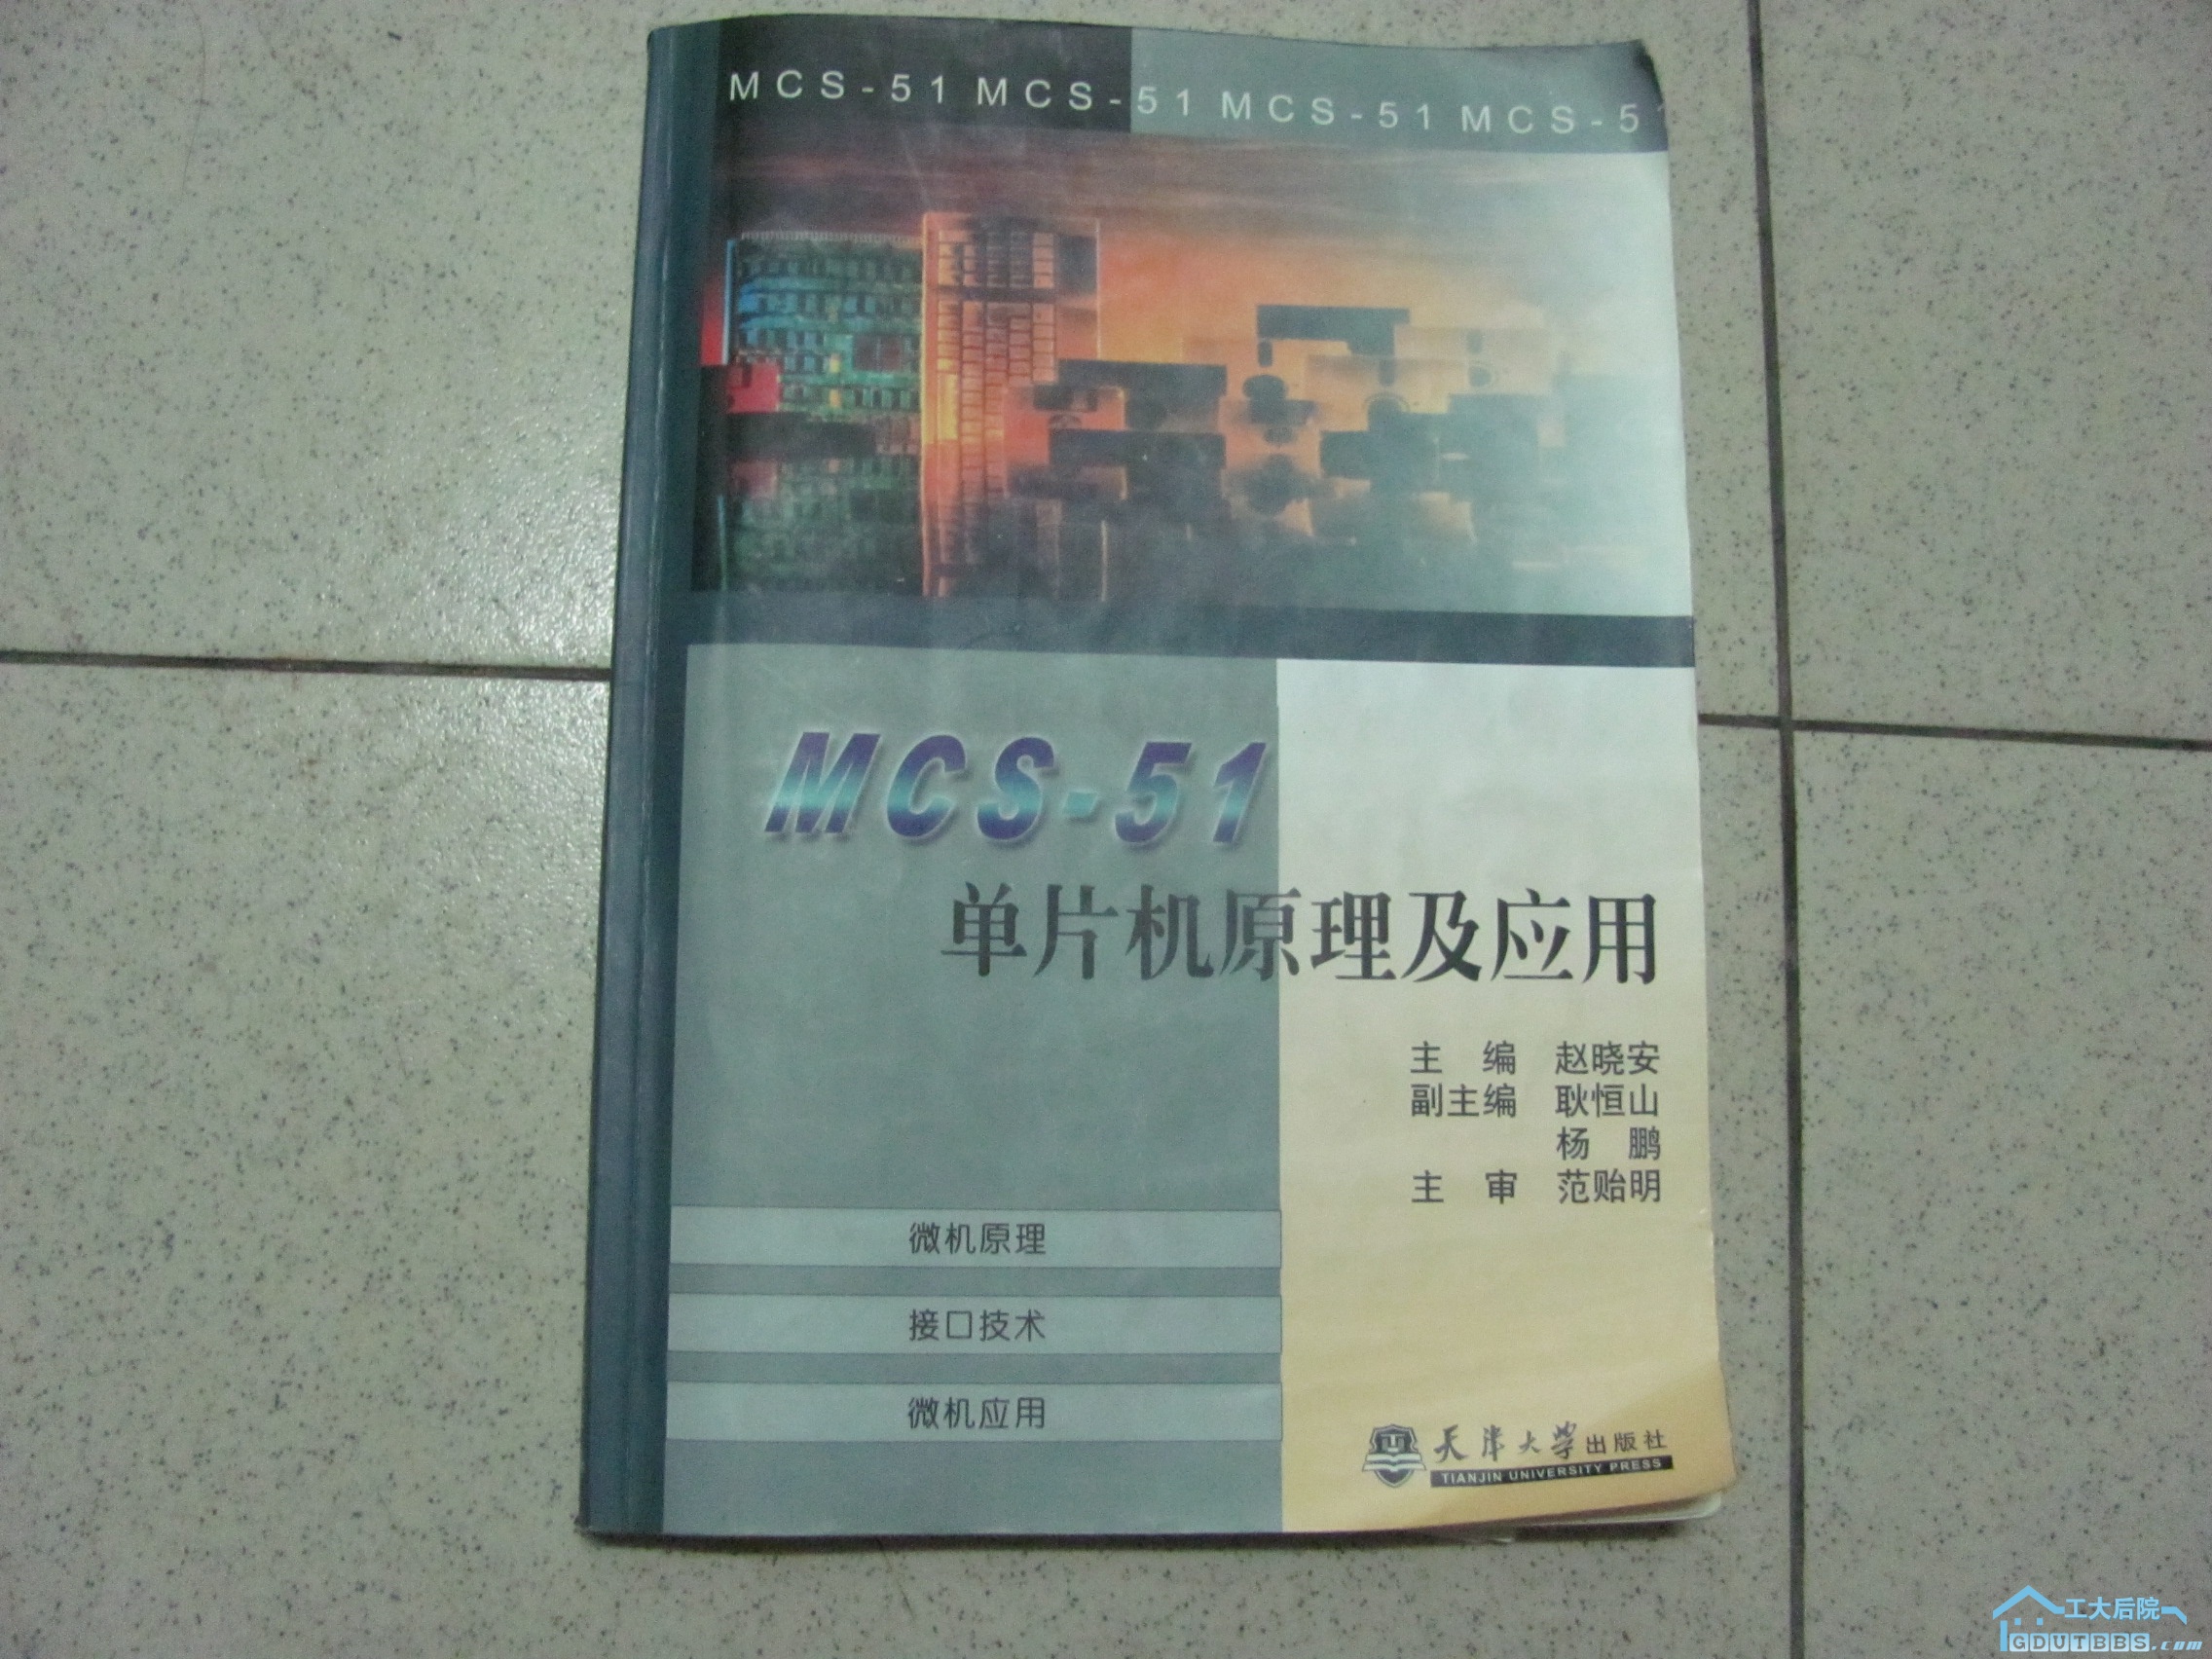 MCS-51 MCS-51 MCS-51 MCS-51
MCS-51
单片机原理及应用
主 编 赵晓安
副主编 耿恒山
杨 鹏
主 审 范贻明
微机原理
接口技术
微机应用
天津大学出版社
TIANJIN UNIVERSITY PRESS
工大后院
GDUTBBS.com